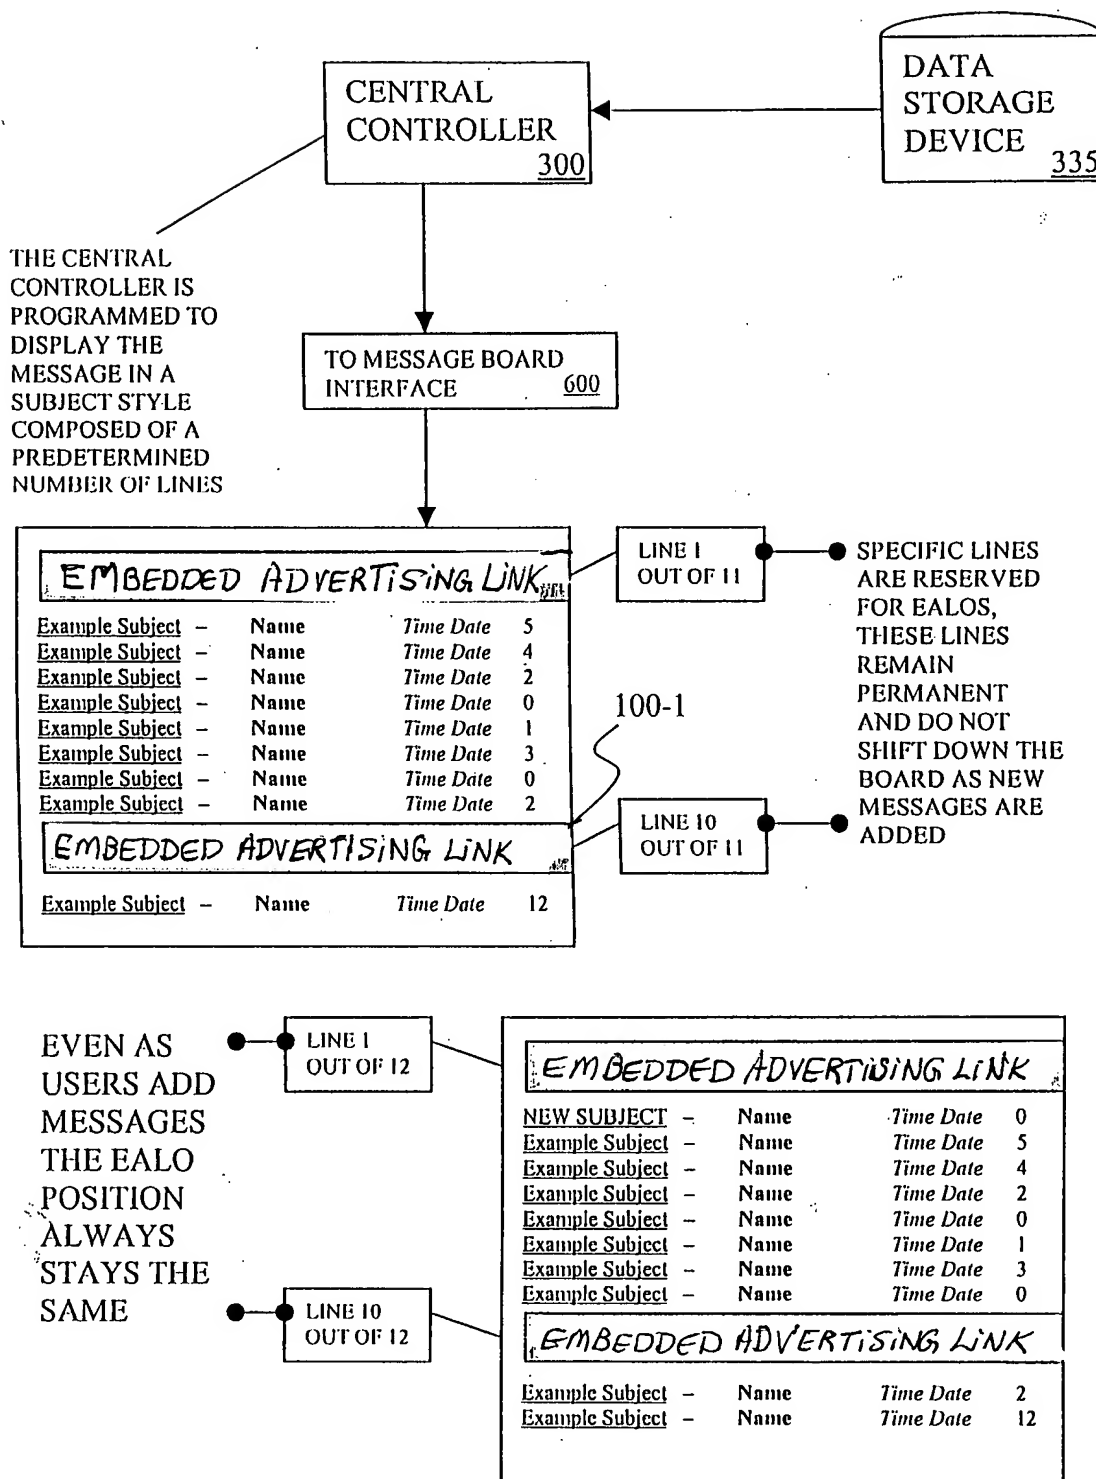 CENTRAL
CONTROLLER
300
DATA
STORAGE
DEVICE
335
THE CENTRAL
CONTROLLER IS
PROGRAMMED TO
DISPLAY THE
MESSAGE IN A
SUBJECT STYLE
COMPOSED OF A
PREDETERMINED
NUMBER OF LINES
TO MESSAGE BOARD
INTERFACE 600
EMBEDDED ADVERTISING LINK
Example Subject – Name Time Date 5
Example Subject – Name Time Date 4
Example Subject – Name Time Date 2
Example Subject – Name Time Date 0
Example Subject – Name Time Date 1
Example Subject – Name Time Date 3
Example Subject – Name Time Date 0
Example Subject – Name Time Date 2
EMBEDDED ADVERTISING LINK
Example Subject – Name Time Date 12
LINE 1
OUT OF 11
100-1
LINE 10
OUT OF 11
SPECIFIC LINES
ARE RESERVED
FOR EALOS,
THESE LINES
REMAIN
PERMANENT
AND DO NOT
SHIFT DOWN THE
BOARD AS NEW
MESSAGES ARE
ADDED
EVEN AS
USERS ADD
MESSAGES
THE EALO
POSITION
ALWAYS
STAYS THE
SAME
LINE 1
OUT OF 12
LINE 10
OUT OF 12
EMBEDDED ADVERTISING LINK
NEW SUBJECT – Name Time Date 0
Example Subject – Name Time Date 5
Example Subject – Name Time Date 4
Example Subject – Name Time Date 2
Example Subject – Name Time Date 0
Example Subject – Name Time Date 1
Example Subject – Name Time Date 3
Example Subject – Name Time Date 0
EMBEDDED ADVERTISING LINK
Example Subject – Name Time Date 2
Example Subject – Name Time Date 12